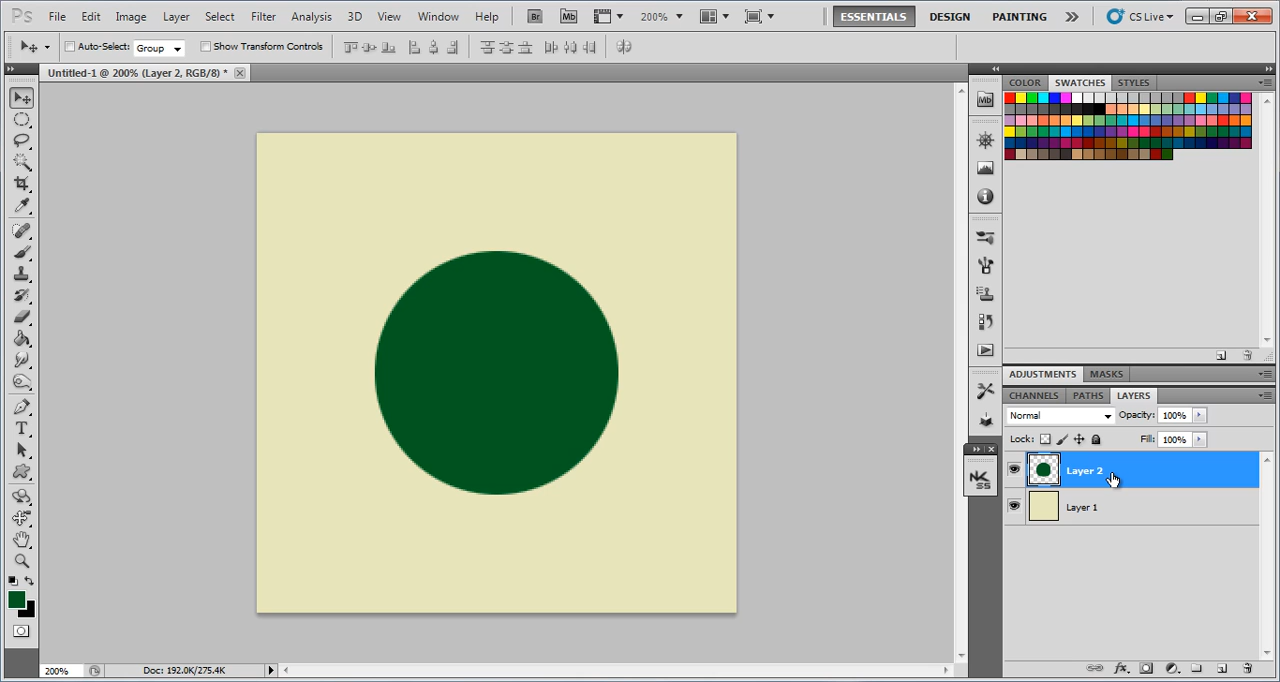 Ps File Edit Image Layer Select Filter Analysis 3D View Window Help Br Mb 200% ESSENTIALS DESIGN PAINTING CS Live
Auto-Select: Group Show Transform Controls
Untitled-1 @ 200% (Layer 2, RGB/8) *
COLOR SWATCHES STYLES
Mb
ADJUSTMENTS MASKS
CHANNELS PATHS LAYERS
Normal Opacity: 100%
Lock: Fill: 100%
Layer 2
NK SS
Layer 1
200% Doc: 192.0K/275.4K